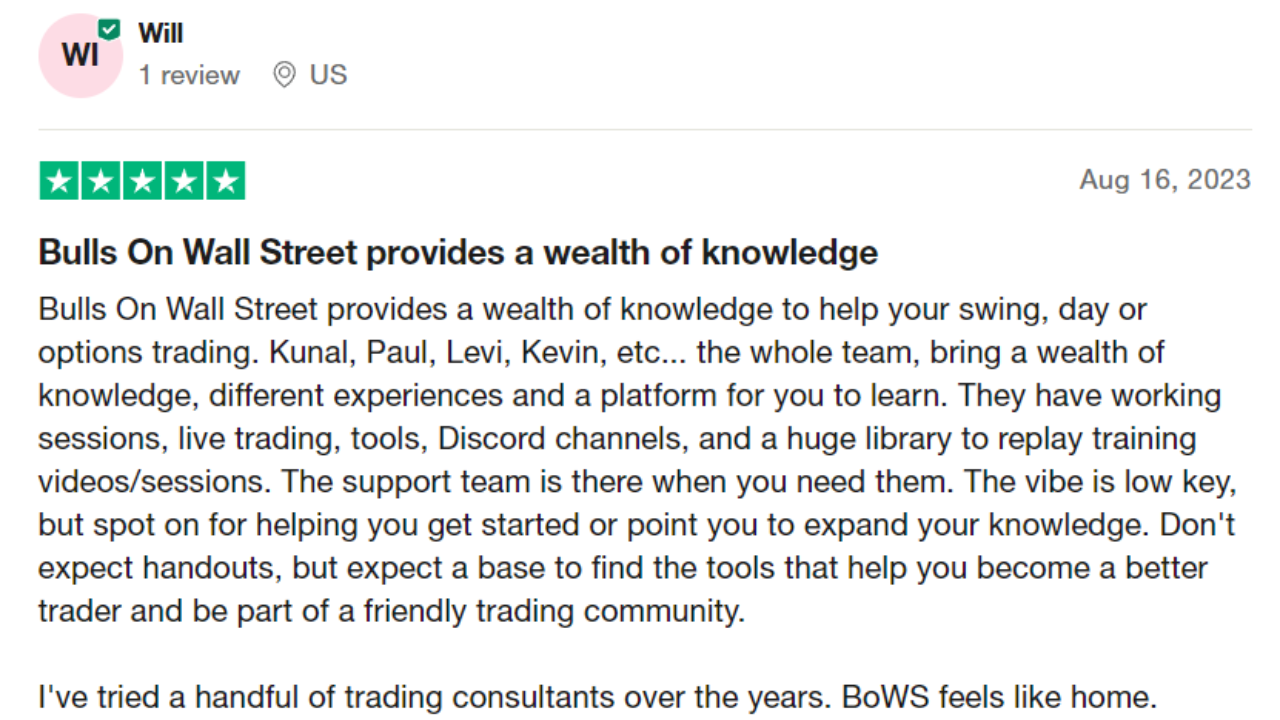 WI
Will
1 review US
Aug 16, 2023
Bulls On Wall Street provides a wealth of knowledge
Bulls On Wall Street provides a wealth of knowledge to help your swing, day or
options trading. Kunal, Paul, Levi, Kevin, etc... the whole team, bring a wealth of
knowledge, different experiences and a platform for you to learn. They have working
sessions, live trading, tools, Discord channels, and a huge library to replay training
videos/sessions. The support team is there when you need them. The vibe is low key,
but spot on for helping you get started or point you to expand your knowledge. Don't
expect handouts, but expect a base to find the tools that help you become a better
trader and be part of a friendly trading community.
I've tried a handful of trading consultants over the years. BoWS feels like home.